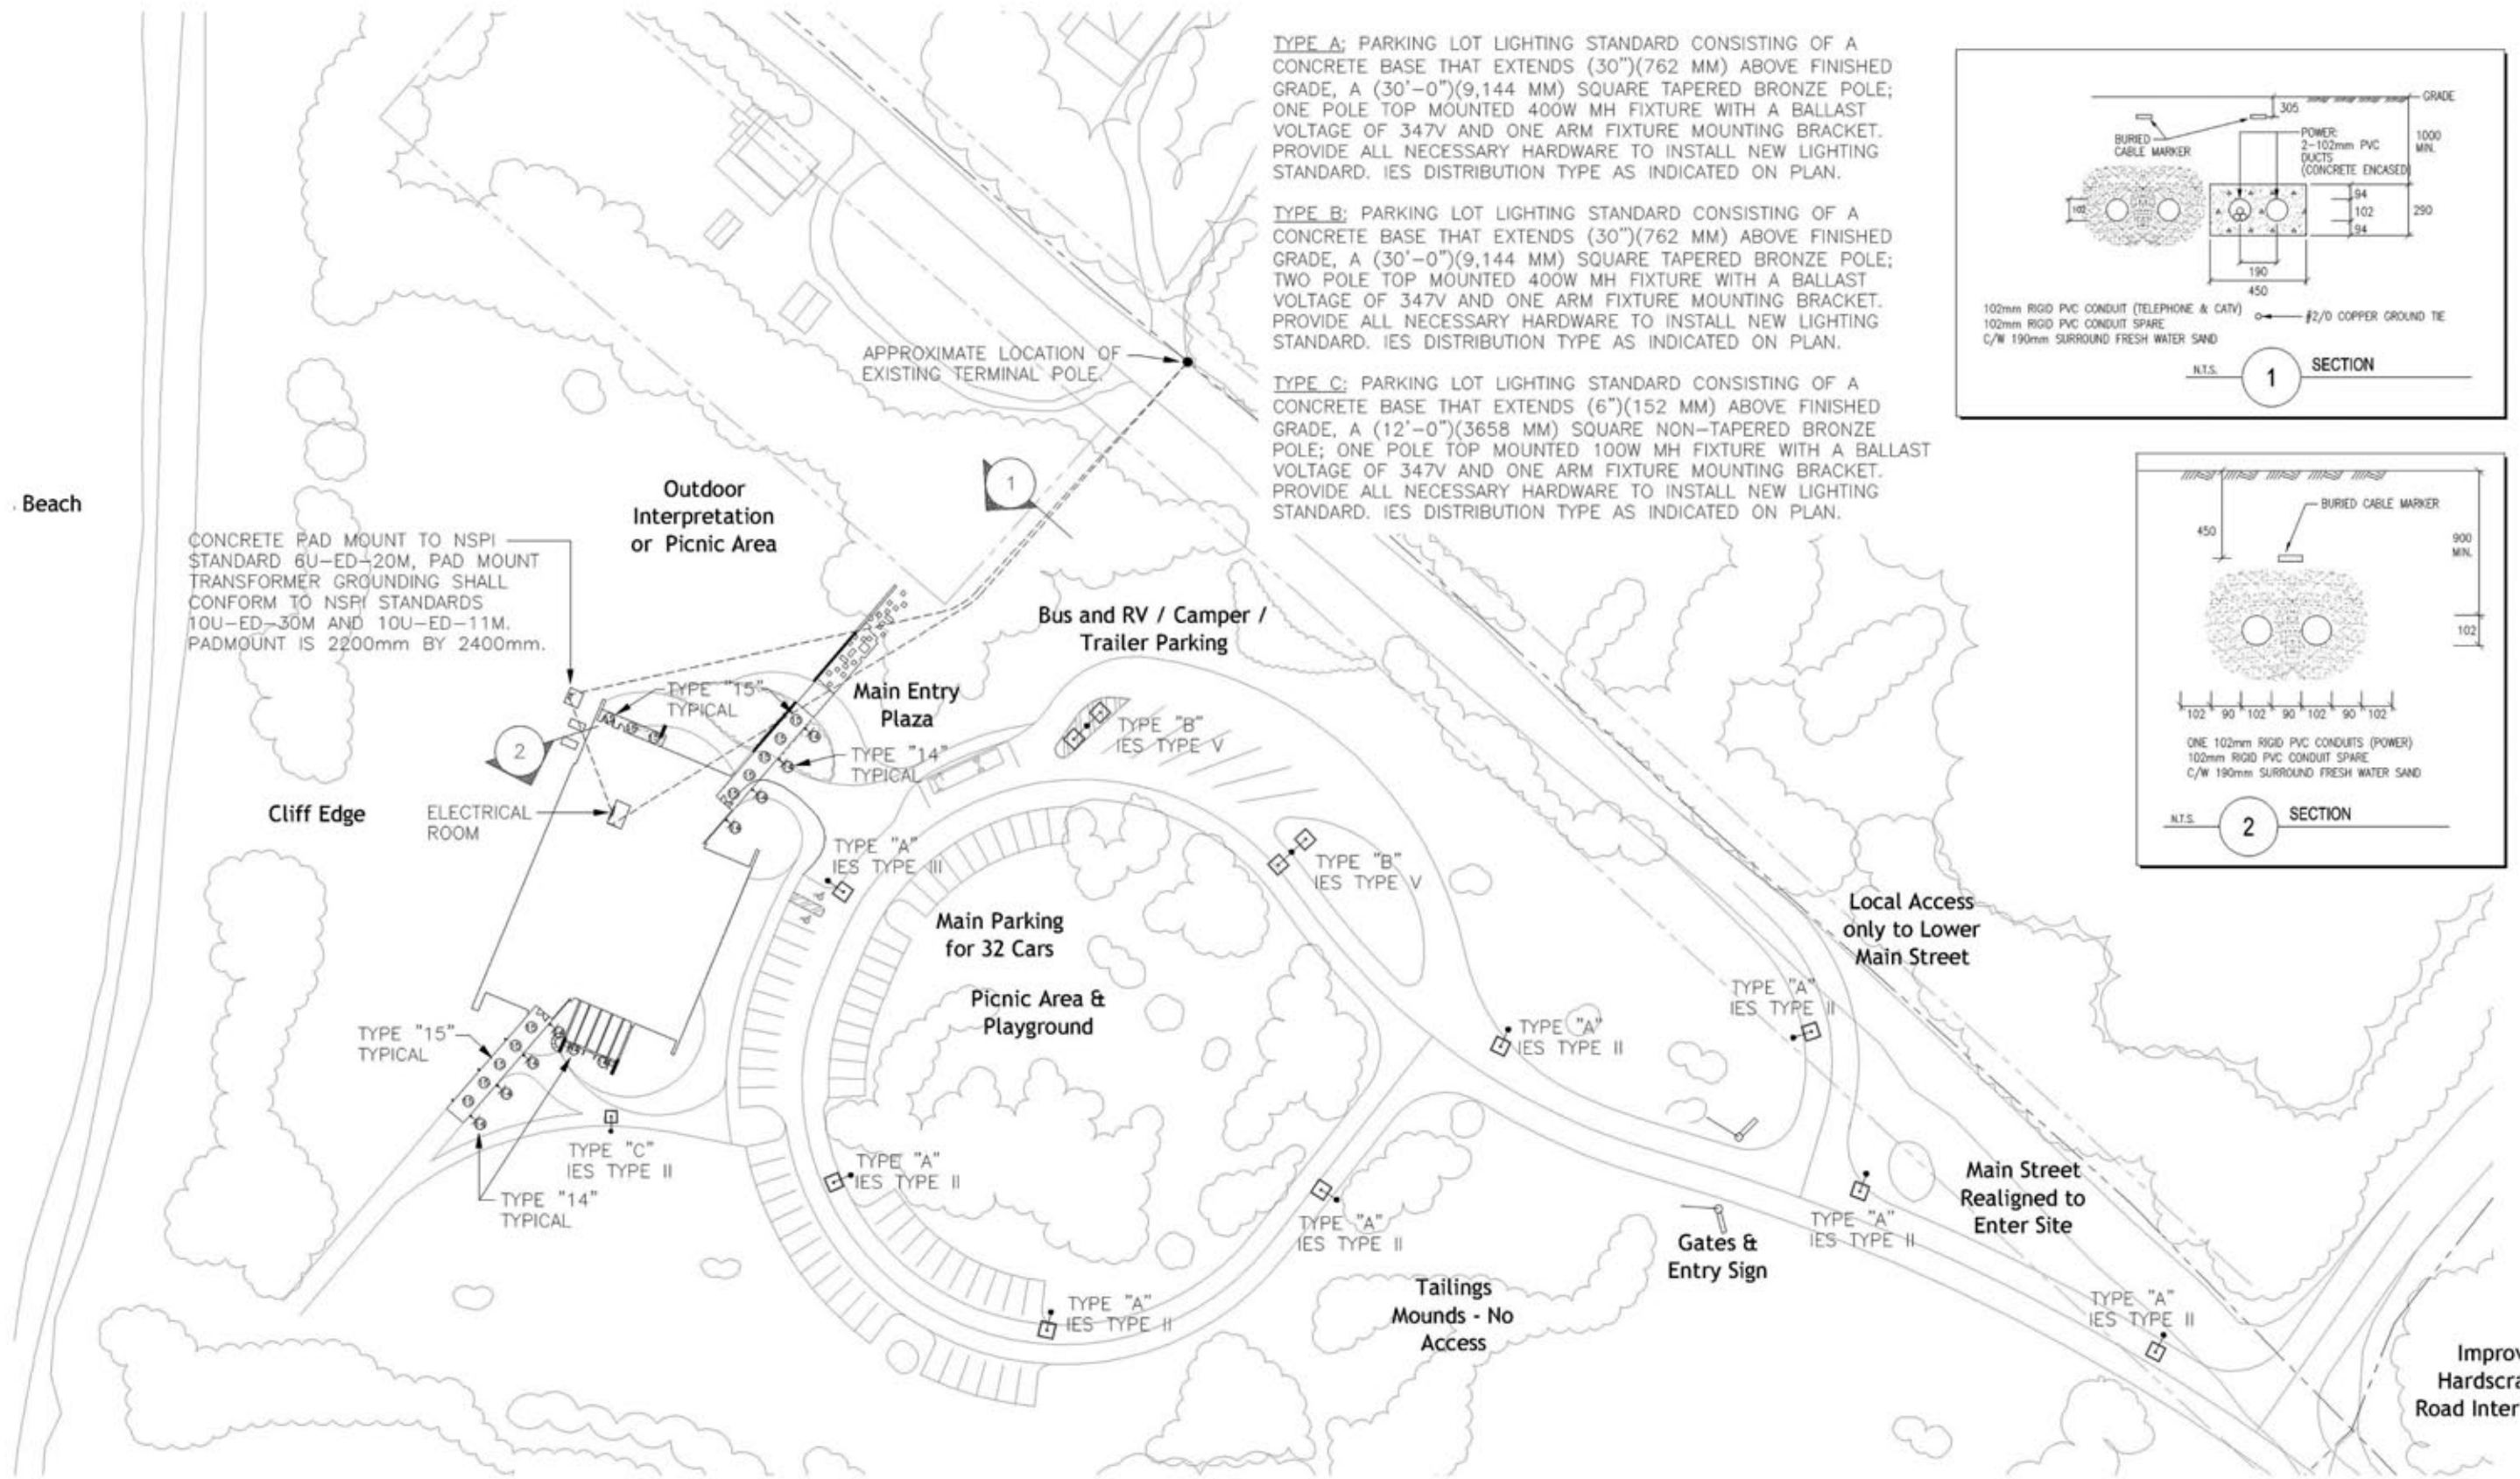 TYPE A: PARKING LOT LIGHTING STANDARD CONSISTING OF A
CONCRETE BASE THAT EXTENDS (30")(762 MM) ABOVE FINISHED
GRADE, A (30'-0")(9,144 MM) SQUARE TAPERED BRONZE POLE;
ONE POLE TOP MOUNTED 400W MH FIXTURE WITH A BALLAST
VOLTAGE OF 347V AND ONE ARM FIXTURE MOUNTING BRACKET.
PROVIDE ALL NECESSARY HARDWARE TO INSTALL NEW LIGHTING
STANDARD. IES DISTRIBUTION TYPE AS INDICATED ON PLAN.
TYPE B: PARKING LOT LIGHTING STANDARD CONSISTING OF A
CONCRETE BASE THAT EXTENDS (30")(762 MM) ABOVE FINISHED
GRADE, A (30'-0")(9,144 MM) SQUARE TAPERED BRONZE POLE;
TWO POLE TOP MOUNTED 400W MH FIXTURE WITH A BALLAST
VOLTAGE OF 347V AND ONE ARM FIXTURE MOUNTING BRACKET.
PROVIDE ALL NECESSARY HARDWARE TO INSTALL NEW LIGHTING
STANDARD. IES DISTRIBUTION TYPE AS INDICATED ON PLAN.
TYPE C: PARKING LOT LIGHTING STANDARD CONSISTING OF A
CONCRETE BASE THAT EXTENDS (6")(152 MM) ABOVE FINISHED
GRADE, A (12'-0")(3658 MM) SQUARE NON-TAPERED BRONZE
POLE; ONE POLE TOP MOUNTED 100W MH FIXTURE WITH A BALLAST
VOLTAGE OF 347V AND ONE ARM FIXTURE MOUNTING BRACKET.
PROVIDE ALL NECESSARY HARDWARE TO INSTALL NEW LIGHTING
STANDARD. IES DISTRIBUTION TYPE AS INDICATED ON PLAN.
GRADE
305
BURIED
CABLE MARKER
POWER:
2-102mm PVC
DUCTS
(CONCRETE ENCASED)
1000
MIN.
102
94
102
94
290
190
450
102mm RIGID PVC CONDUIT (TELEPHONE & CATV)
102mm RIGID PVC CONDUIT SPARE
C/W 190mm SURROUND FRESH WATER SAND
#2/0 COPPER GROUND TIE
N.T.S.
1
SECTION
BURIED CABLE MARKER
450
900
MIN.
102
102 90 102 90 102 90 102
ONE 102mm RIGID PVC CONDUITS (POWER)
102mm RIGID PVC CONDUIT SPARE
C/W 190mm SURROUND FRESH WATER SAND
N.T.S.
2
SECTION
APPROXIMATE LOCATION OF
EXISTING TERMINAL POLE.
1
Beach
Outdoor
Interpretation
or Picnic Area
CONCRETE PAD MOUNT TO NSPI
STANDARD 6U-ED-20M, PAD MOUNT
TRANSFORMER GROUNDING SHALL
CONFORM TO NSPI STANDARDS
10U-ED-30M AND 10U-ED-11M.
PADMOUNT IS 2200mm BY 2400mm.
Bus and RV / Camper /
Trailer Parking
TYPE "15"
TYPICAL
Main Entry
Plaza
TYPE "B"
IES TYPE V
2
TYPE "14"
TYPICAL
Cliff Edge
ELECTRICAL
ROOM
TYPE "A"
IES TYPE III
TYPE "B"
IES TYPE V
Main Parking
for 32 Cars
Local Access
only to Lower
Main Street
Picnic Area &
Playground
TYPE "A"
IES TYPE II
TYPE "A"
IES TYPE II
TYPE "15"
TYPICAL
TYPE "C"
IES TYPE II
TYPE "14"
TYPICAL
TYPE "A"
IES TYPE II
TYPE "A"
IES TYPE II
Gates &
Entry Sign
TYPE "A"
IES TYPE II
Main Street
Realigned to
Enter Site
Tailings
Mounds - No
Access
TYPE "A"
IES TYPE II
TYPE "A"
IES TYPE II
Improv
Hardscra
Road Inter